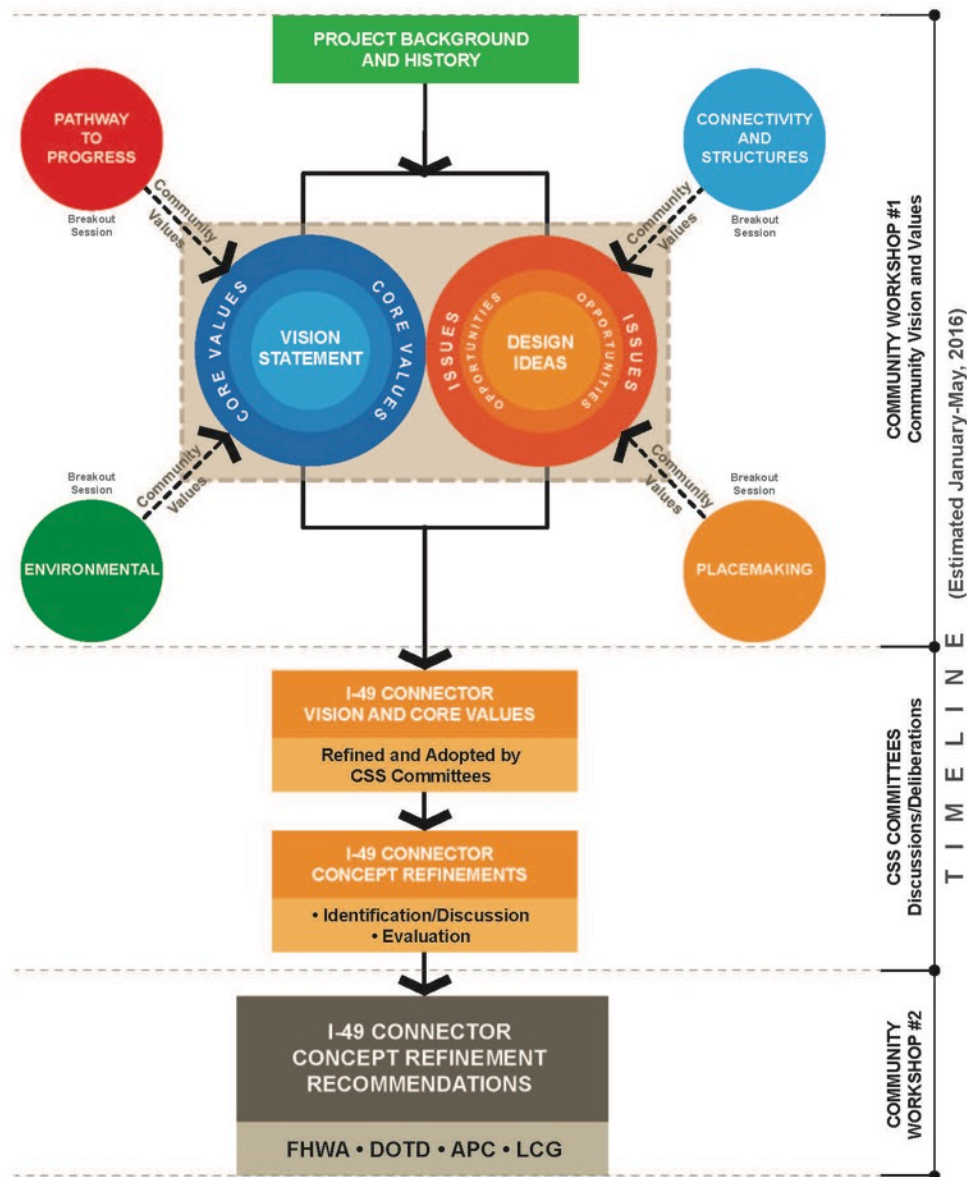 PROJECT BACKGROUND
AND HISTORY
PATHWAY
TO
PROGRESS
Breakout
Session
Community
Values
CONNECTIVITY
AND
STRUCTURES
Breakout
Session
Community
Values
CORE VALUES
CORE VALUES
VISION
STATEMENT
ISSUES
ISSUES
OPPORTUNITIES
OPPORTUNITIES
DESIGN
IDEAS
Breakout
Session
Community
Values
ENVIRONMENTAL
Breakout
Session
Community
Values
PLACEMAKING
COMMUNITY WORKSHOP #1
Community Vision and Values
I-49 CONNECTOR
VISION AND CORE VALUES
Refined and Adopted by
CSS Committees
I-49 CONNECTOR
CONCEPT REFINEMENTS
• Identification/Discussion
• Evaluation
CSS COMMITTEES
Discussions/Deliberations
I-49 CONNECTOR
CONCEPT REFINEMENT
RECOMMENDATIONS
FHWA • DOTD • APC • LCG
COMMUNITY
WORKSHOP #2
TIMELINE (Estimated January-May, 2016)